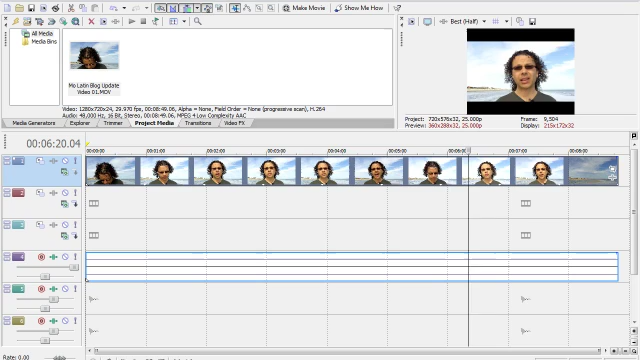 Make Movie
Show Me How
All Media
Media Bins
Mo Latin Blog Update
Video 01.MOV
Video: 1280x720x24, 29.970 fps, 00:08:49.06, Alpha = None, Field Order = None (progressive scan), H.264
Audio: 48,000 Hz, 16 Bit, Stereo, 00:08:49.06, MPEG 4 Low Complexity AAC
Media Generators
Explorer
Trimmer
Project Media
Transitions
Video FX
Best (Half)
Project: 720x576x32, 25.000p
Frame: 9,504
Preview: 360x288x32, 25.000p
Display: 215x172x32
00:06:20.04
00:00:00
00:01:00
00:02:00
00:03:00
00:04:00
00:05:00
00:06:00
00:07:00
00:08:00
Rate: 0.00